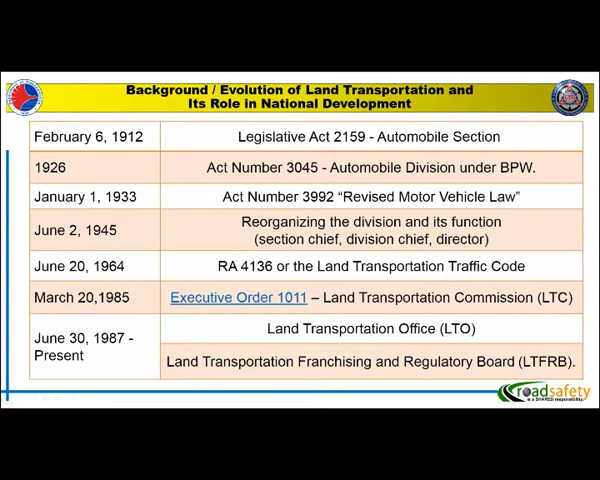 Background / Evolution of Land Transportation and
Its Role in National Development
February 6, 1912
Legislative Act 2159 - Automobile Section
1926
Act Number 3045 - Automobile Division under BPW.
January 1, 1933
Act Number 3992 “Revised Motor Vehicle Law”
June 2, 1945
Reorganizing the division and its function
(section chief, division chief, director)
June 20, 1964
RA 4136 or the Land Transportation Traffic Code
March 20,1985
Executive Order 1011 – Land Transportation Commission (LTC)
June 30, 1987 -
Present
Land Transportation Office (LTO)
Land Transportation Franchising and Regulatory Board (LTFRB).
roadsafety
is a SHARED responsibility.